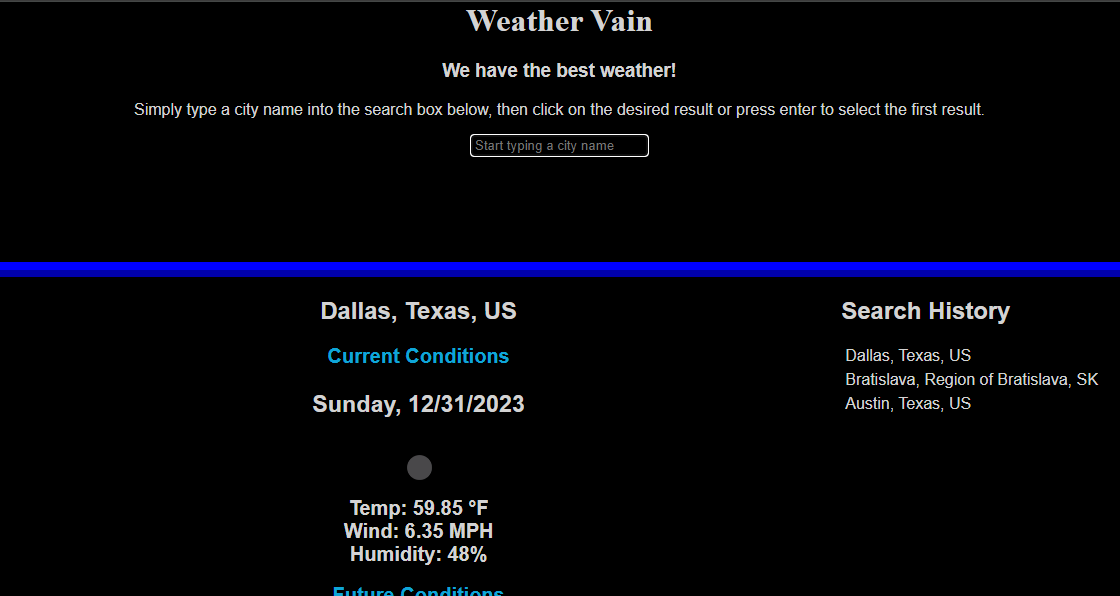 Weather Vain
We have the best weather!
Simply type a city name into the search box below, then click on the desired result or press enter to select the first result.
Start typing a city name
Dallas, Texas, US
Current Conditions
Sunday, 12/31/2023
Temp: 59.85 °F
Wind: 6.35 MPH
Humidity: 48%
Future Conditions
Search History
Dallas, Texas, US
Bratislava, Region of Bratislava, SK
Austin, Texas, US